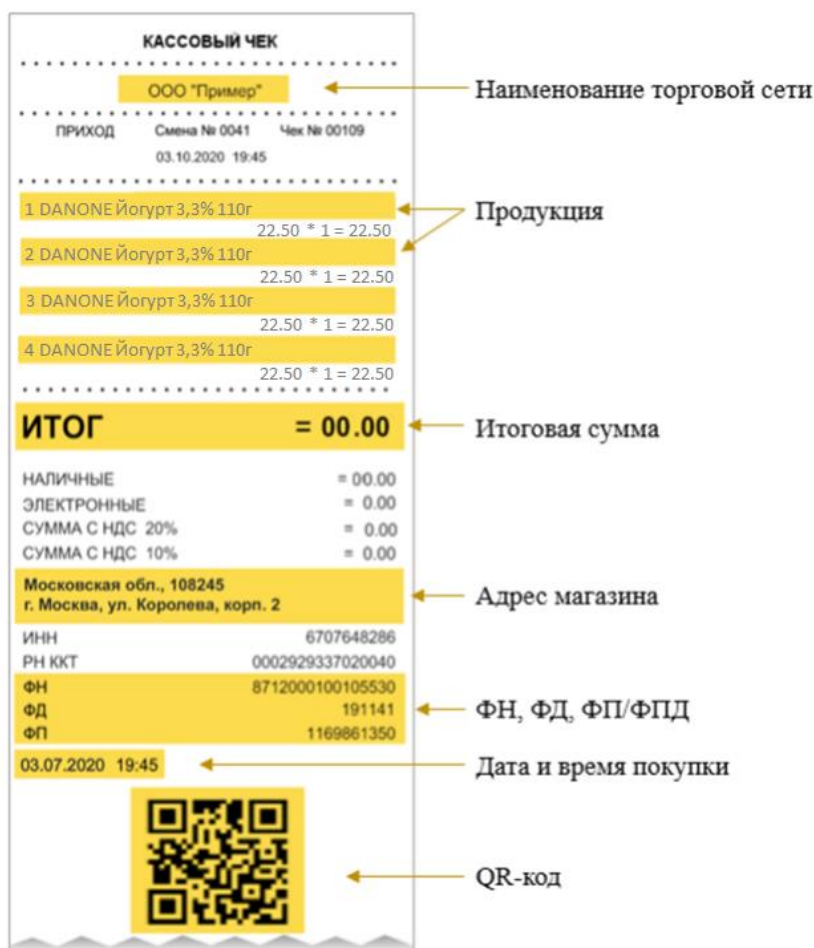 КАССОВЫЙ ЧЕК
ООО "Пример"
Наименование торговой сети
ПРИХОД Смена № 0041 Чек № 00109
03.10.2020 19:45
1 DANONE Йогурт 3,3% 110г
Продукция
22.50 * 1 = 22.50
2 DANONE Йогурт 3,3% 110г
22.50 * 1 = 22.50
3 DANONE Йогурт 3,3% 110г
22.50 * 1 = 22.50
4 DANONE Йогурт 3,3% 110г
22.50 * 1 = 22.50
ИТОГ = 00.00
Итоговая сумма
НАЛИЧНЫЕ = 00.00
ЭЛЕКТРОННЫЕ = 0.00
СУММА С НДС 20% = 0.00
СУММА С НДС 10% = 0.00
Московская обл., 108245
г. Москва, ул. Королева, корп. 2
Адрес магазина
ИНН 6707648286
РН ККТ 0002929337020040
ФН 8712000100105530
ФД 191141
ФП 1169861350
ФН, ФД, ФП/ФПД
03.07.2020 19:45
Дата и время покупки
QR-код